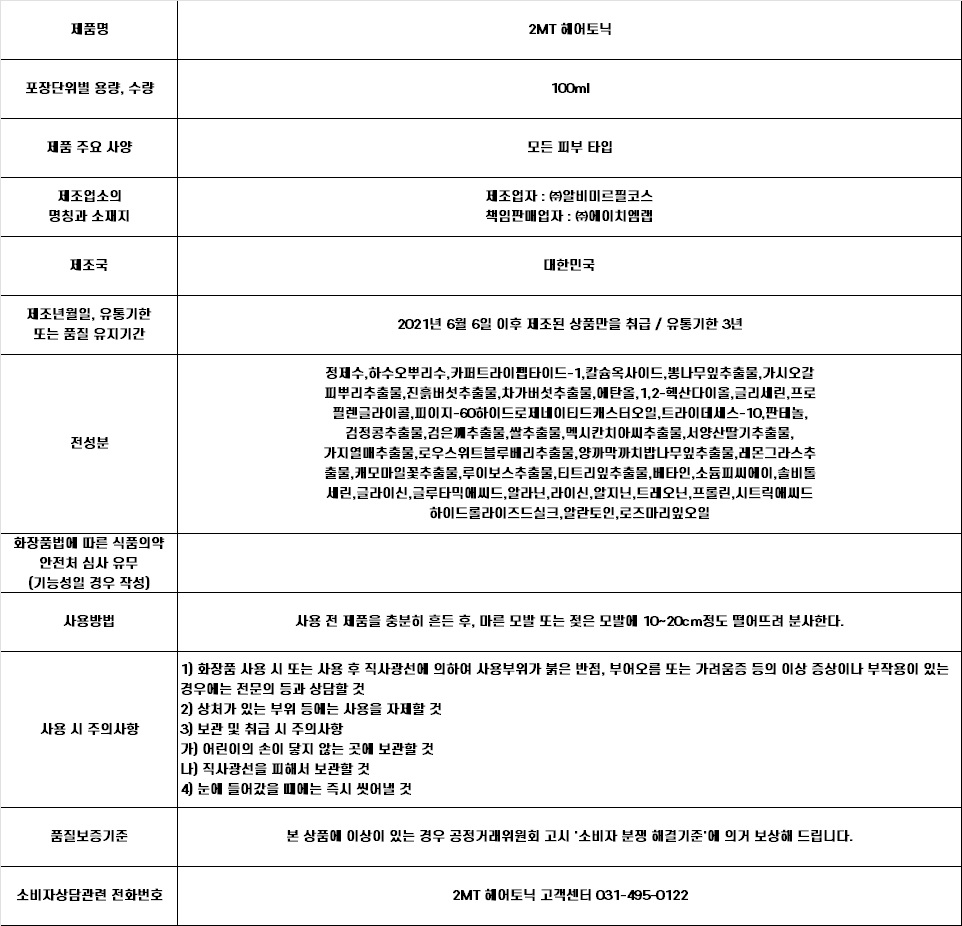 제품명
2MT 헤어토닉
포장단위별 용량, 수량
100ml
제품 주요 사양
모든 피부 타입
제조업소의
명칭과 소재지
제조업자 : ㈜알비미르필코스
책임판매업자 : ㈜에이치엠랩
제조국
대한민국
제조년월일, 유통기한
또는 품질 유지기간
2021년 6월 6일 이후 제조된 상품만을 취급 / 유통기한 3년
전성분
정제수,하수오뿌리수,카퍼트라이펩타이드-1,칼슘옥사이드,뽕나무잎추출물,가시오갈
피뿌리추출물,진흙버섯추출물,차가버섯추출물,에탄올,1,2-헥산다이올,글리세린,프로
필렌글라이콜,피이지-60하이드로제네이티드캐스터오일,트라이데세스-10,판테놀,
검정콩추출물,검은깨추출물,쌀추출물,멕시칸치아씨추출물,서양산딸기추출물,
가지열매추출물,로우스위트블루베리추출물,양까막까치밥나무잎추출물,레몬그라스추
출물,캐모마일꽃추출물,루이보스추출물,티트리잎추출물,베타인,소듐피씨에이,솔비톨
세린,글라이신,글루타믹애씨드,알라닌,라이신,알지닌,트레오닌,프롤린,시트릭애씨드
하이드롤라이즈드실크,알란토인,로즈마리잎오일
화장품법에 따른 식품의약
안전처 심사 유무
(기능성일 경우 작성)
사용방법
사용 전 제품을 충분히 흔든 후, 마른 모발 또는 젖은 모발에 10~20cm정도 떨어뜨려 분사한다.
사용 시 주의사항
1) 화장품 사용 시 또는 사용 후 직사광선에 의하여 사용부위가 붉은 반점, 부어오름 또는 가려움증 등의 이상 증상이나 부작용이 있는
경우에는 전문의 등과 상담할 것
2) 상처가 있는 부위 등에는 사용을 자제할 것
3) 보관 및 취급 시 주의사항
가) 어린이의 손이 닿지 않는 곳에 보관할 것
나) 직사광선을 피해서 보관할 것
4) 눈에 들어갔을 때에는 즉시 씻어낼 것
품질보증기준
본 상품에 이상이 있는 경우 공정거래위원회 고시 '소비자 분쟁 해결기준'에 의거 보상해 드립니다.
소비자상담관련 전화번호
2MT 헤어토닉 고객센터 031-495-0122